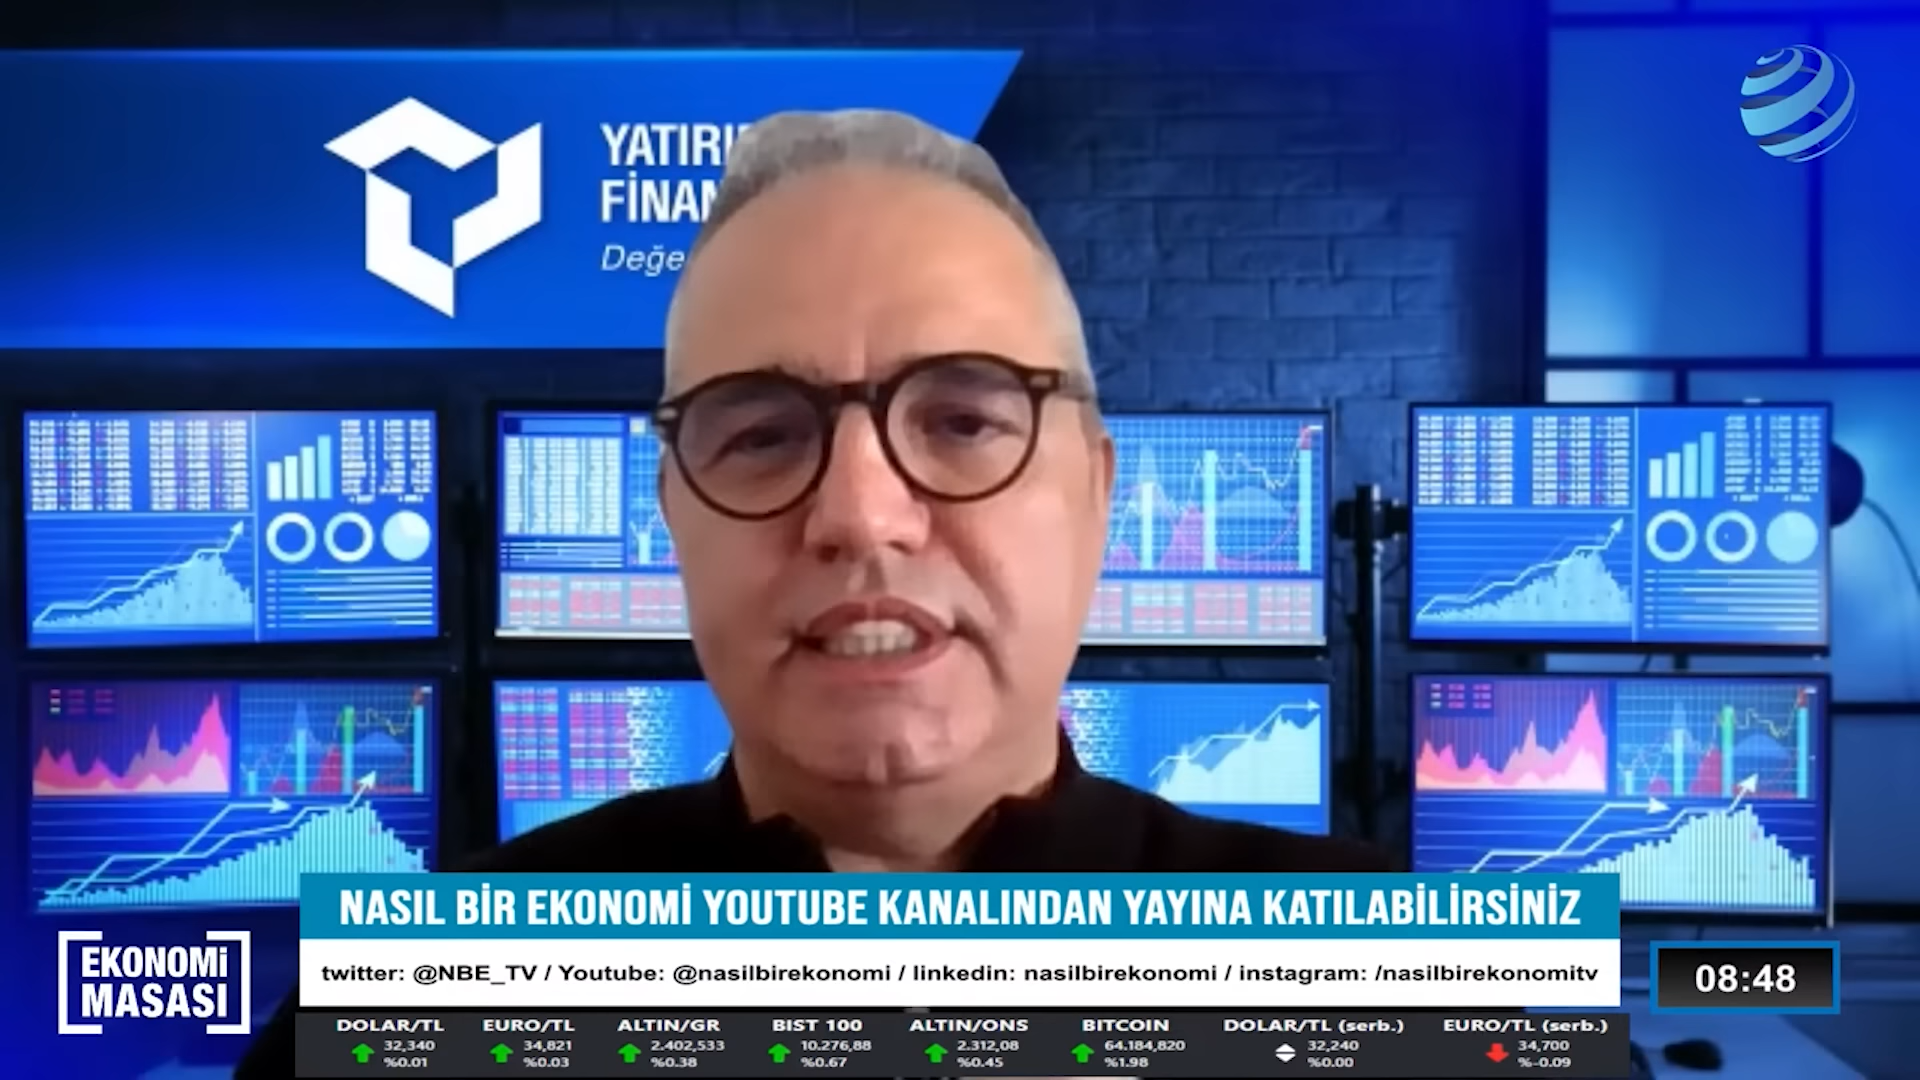 YATIRI
FİNAN
Değe
NASIL BİR EKONOMİ YOUTUBE KANALINDAN YAYINA KATILABİLİRSİNİZ
EKONOMİ
MASASI
twitter: @NBE_TV / Youtube: @nasilbirekonomi / linkedin: nasilbirekonomi / instagram: /nasilbirekonomitv
08:48
DOLAR/TL EURO/TL ALTIN/GR BIST 100 ALTIN/ONS BITCOIN DOLAR/TL (serb.) EURO/TL (serb.)
32,340 34,821 2.402,533 10.276,88 2.312,08 64.184,820 32,240 34,700
%0.01 %0.03 %0.38 %0.67 %0.45 %1.98 %0.00 %-0.09